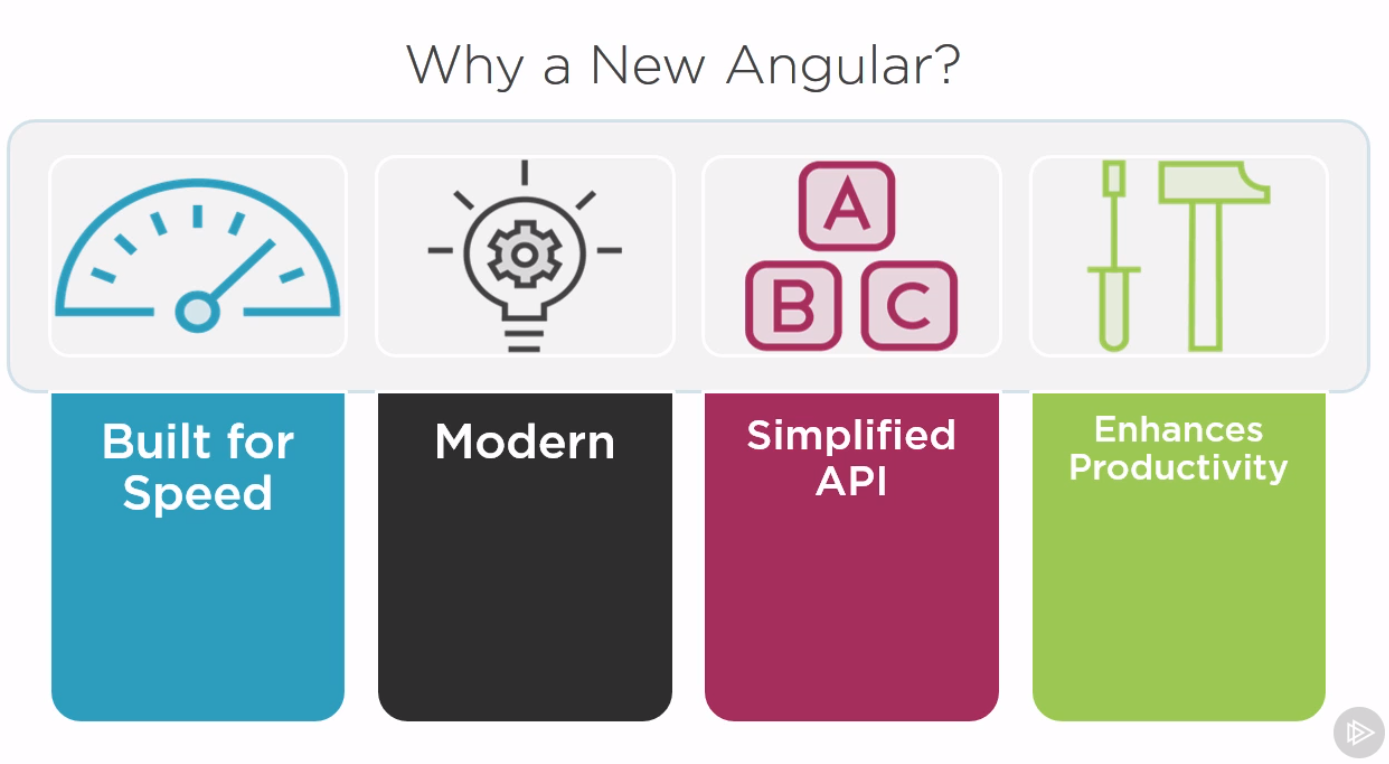 Why a New Angular?
A
B C
Built for
Speed
Modern
Simplified
API
Enhances
Productivity